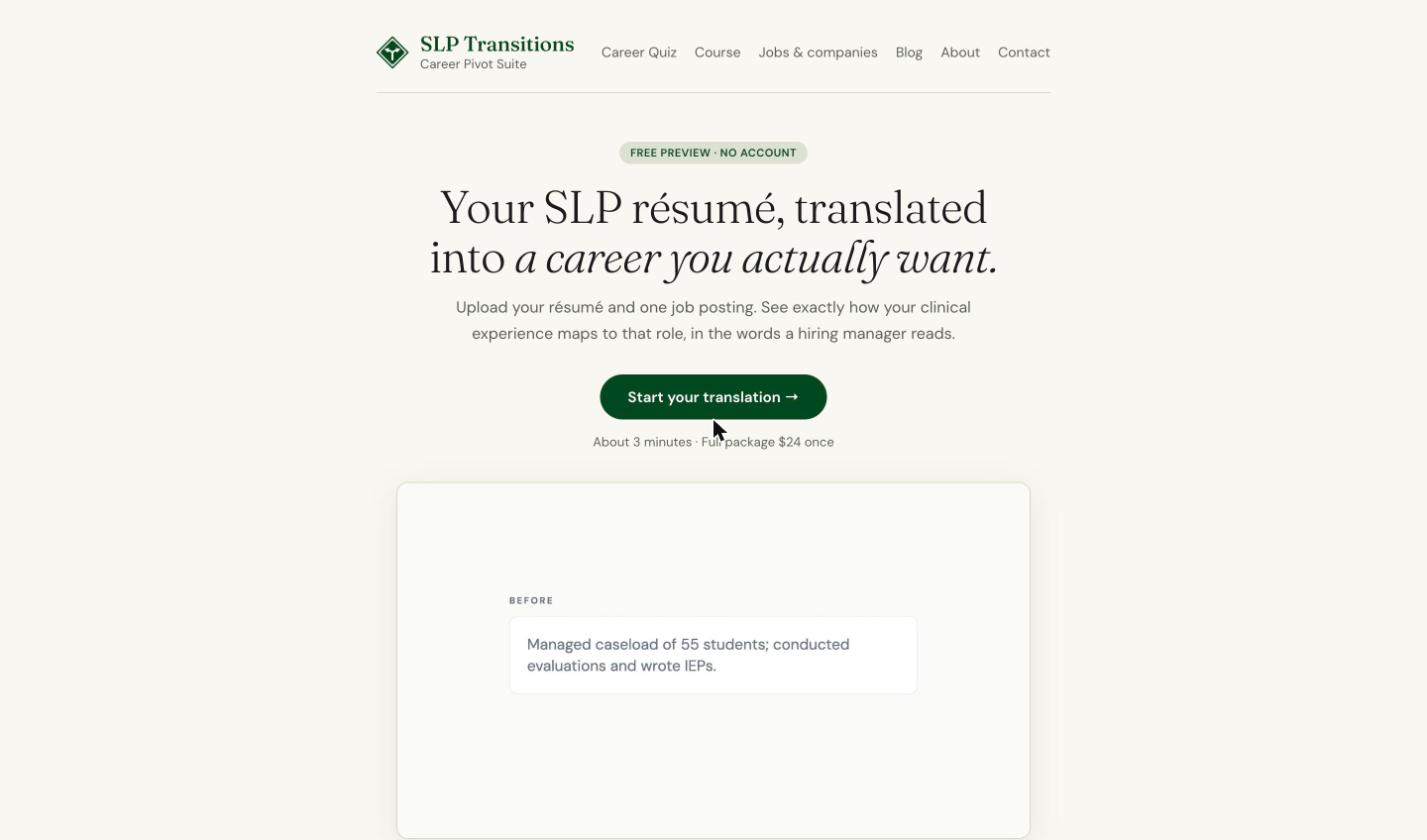 SLP Transitions
Career Pivot Suite
Career Quiz Course Jobs & companies Blog About Contact
FREE PREVIEW · NO ACCOUNT
Your SLP résumé, translated
into a career you actually want.
Upload your résumé and one job posting. See exactly how your clinical
experience maps to that role, in the words a hiring manager reads.
Start your translation →
About 3 minutes · Full package $24 once
BEFORE
Managed caseload of 55 students; conducted
evaluations and wrote IEPs.